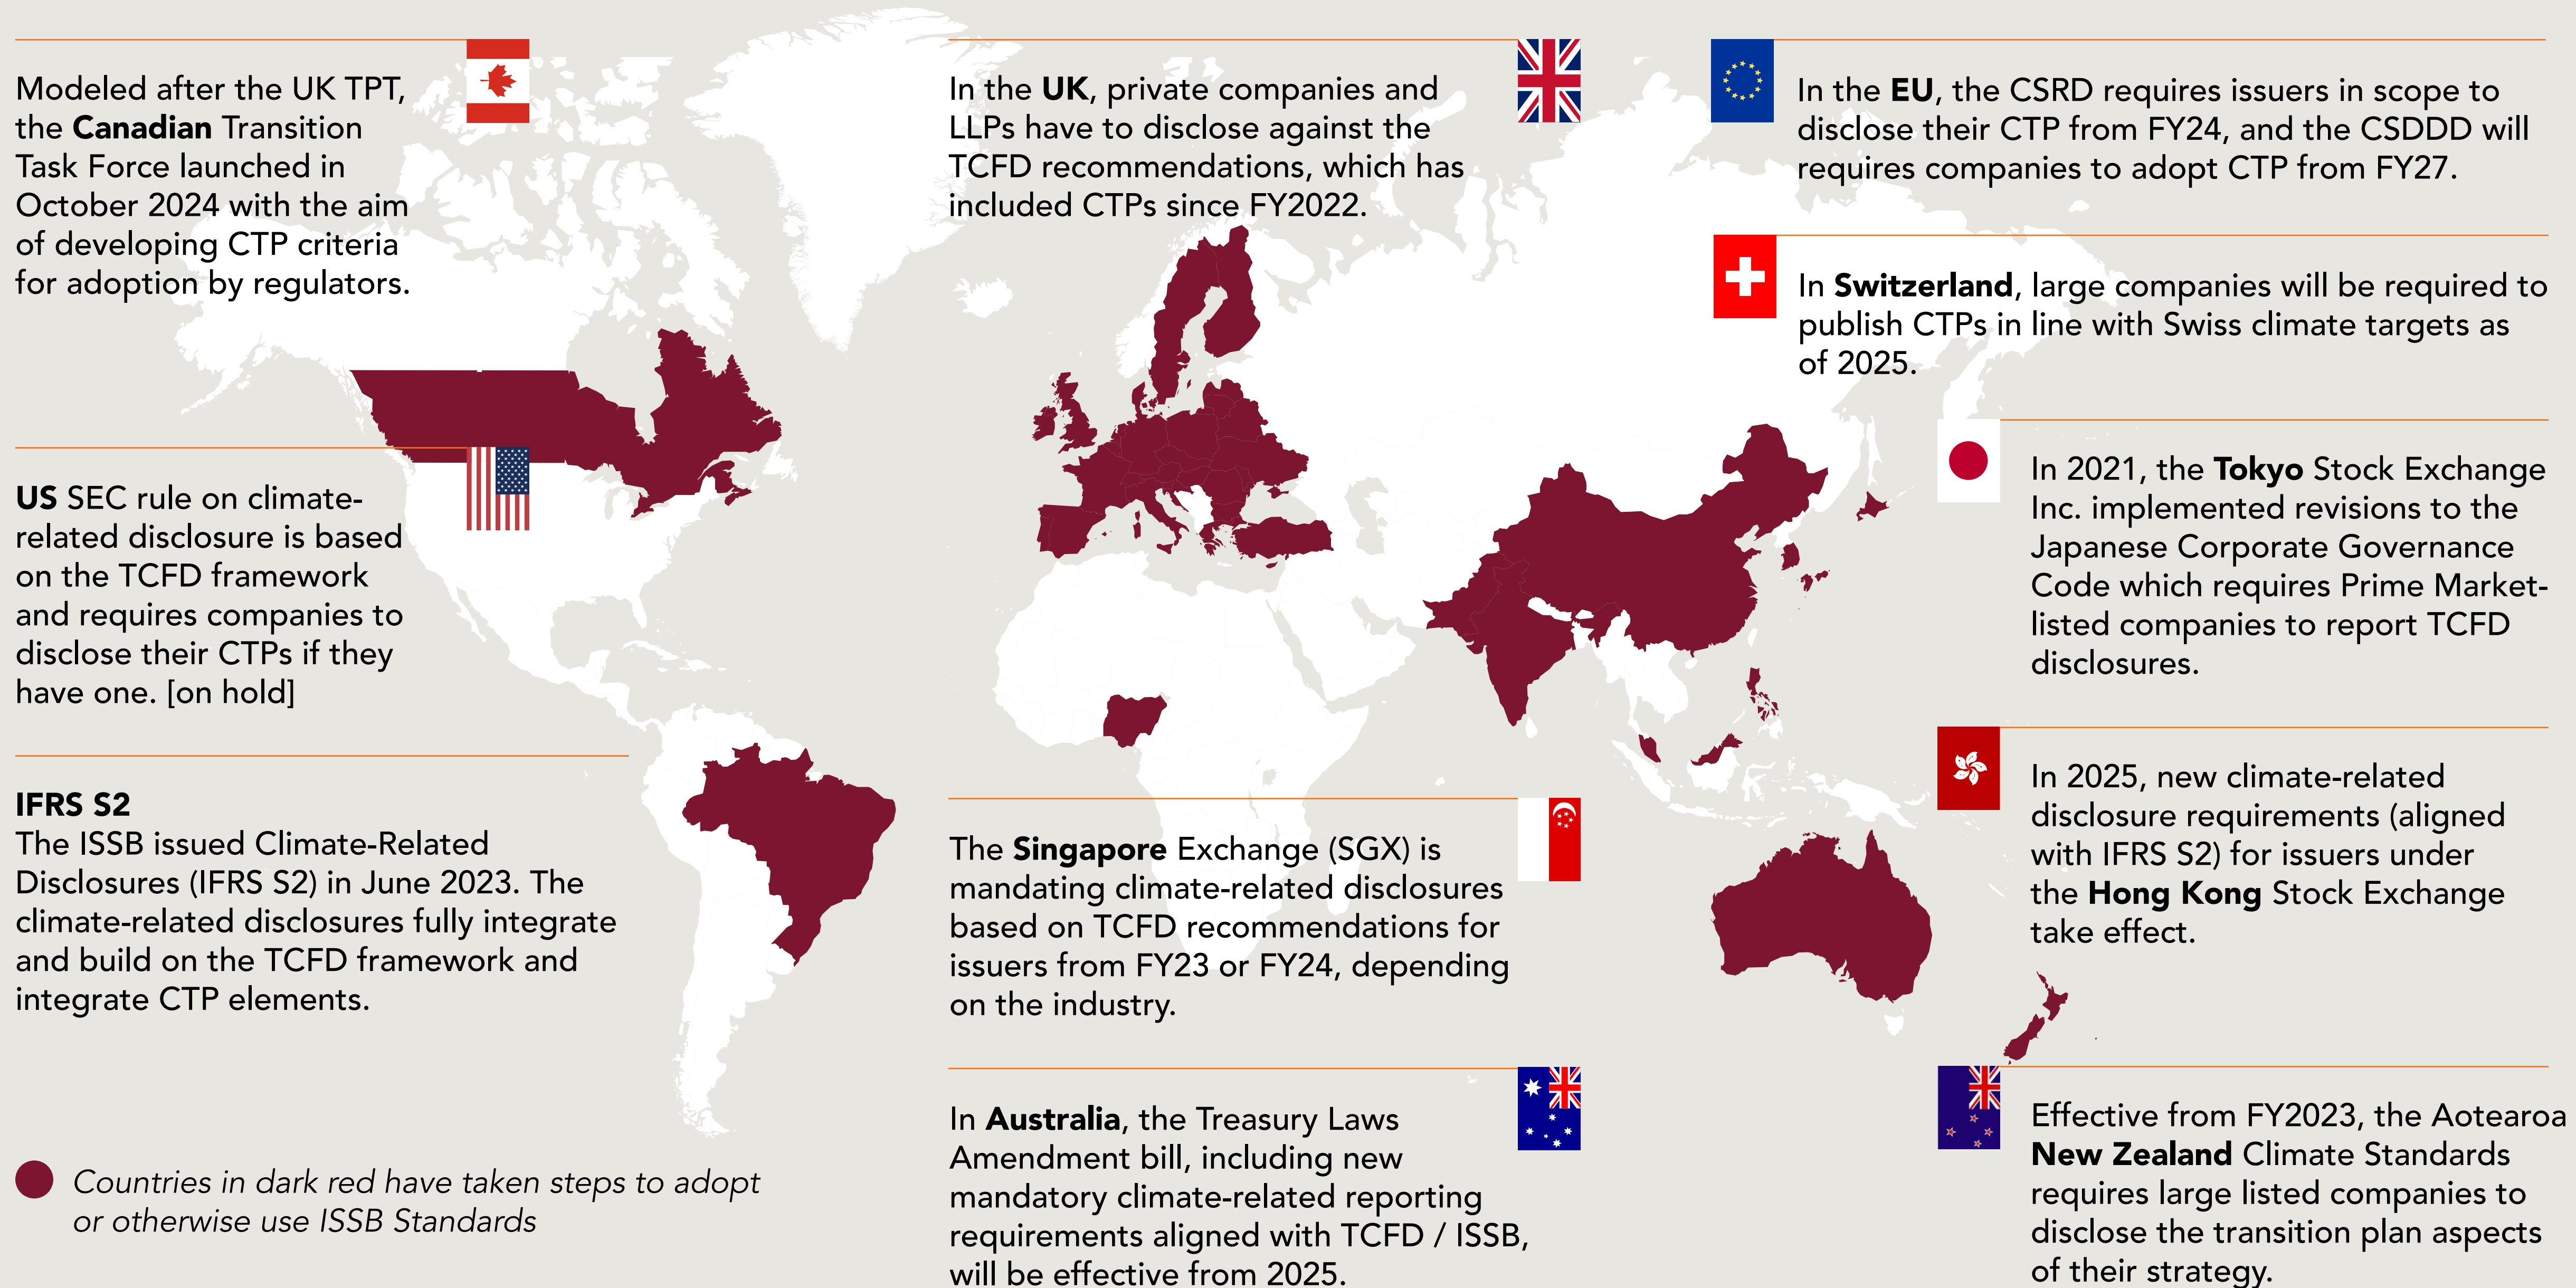 Modeled after the UK TPT,
the Canadian Transition
Task Force launched in
October 2024 with the aim
of developing CTP criteria
for adoption by regulators.
US SEC rule on climate-
related disclosure is based
on the TCFD framework
and requires companies to
disclose their CTPs if they
have one. [on hold]
IFRS S2
The ISSB issued Climate-Related
Disclosures (IFRS S2) in June 2023. The
climate-related disclosures fully integrate
and build on the TCFD framework and
integrate CTP elements.
Countries in dark red have taken steps to adopt
or otherwise use ISSB Standards
In the UK, private companies and
LLPs have to disclose against the
TCFD recommendations, which has
included CTPs since FY2022.
The Singapore Exchange (SGX) is
mandating climate-related disclosures
based on TCFD recommendations for
issuers from FY23 or FY24, depending
on the industry.
In Australia, the Treasury Laws
Amendment bill, including new
mandatory climate-related reporting
requirements aligned with TCFD / ISSB,
will be effective from 2025.
In the EU, the CSRD requires issuers in scope to
disclose their CTP from FY24, and the CSDDD will
requires companies to adopt CTP from FY27.
In Switzerland, large companies will be required to
publish CTPs in line with Swiss climate targets as
of 2025.
In 2021, the Tokyo Stock Exchange
Inc. implemented revisions to the
Japanese Corporate Governance
Code which requires Prime Market-
listed companies to report TCFD
disclosures.
In 2025, new climate-related
disclosure requirements (aligned
with IFRS S2) for issuers under
the Hong Kong Stock Exchange
take effect.
Effective from FY2023, the Aotearoa
New Zealand Climate Standards
requires large listed companies to
disclose the transition plan aspects
of their strategy.